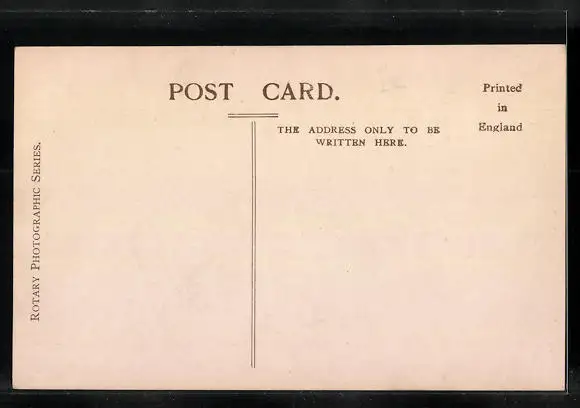 POST CARD.
Printed
in
England
THE ADDRESS ONLY TO BE
WRITTEN HERE.
ROTARY PHOTOGRAPHIC SERIES.